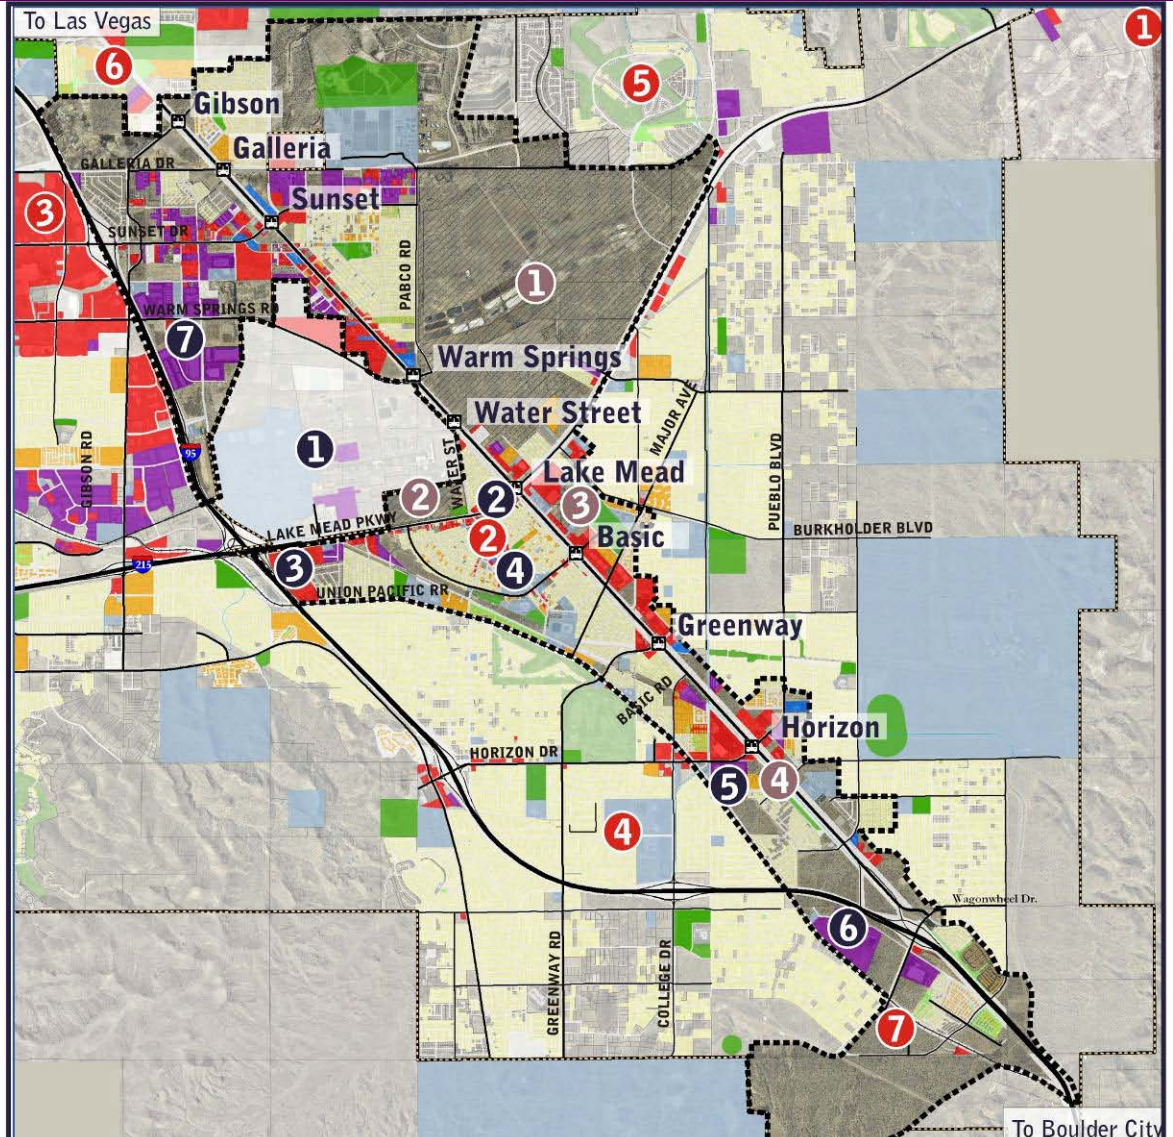 To Las Vegas
1
6
5
Gibson
Galleria
GALLERIA DR
Sunset
3
SUNSET DR
PABCO RD
1
WARM SPRINGS RD
7
Warm Springs
Water Street
MAJOR AVE
95
1
GIBSON RD
WATER ST
Lake Mead
PUEBLO BLVD
2
2
3
LAKE MEAD PKWY
BURKHOLDER BLVD
2
Basic
215
3
4
UNION PACIFIC RR
Greenway
BASIC RD
Horizon
HORIZON DR
5
4
4
Wagonwheel Dr.
6
GREENWAY RD
COLLEGE DR
7
To Boulder City